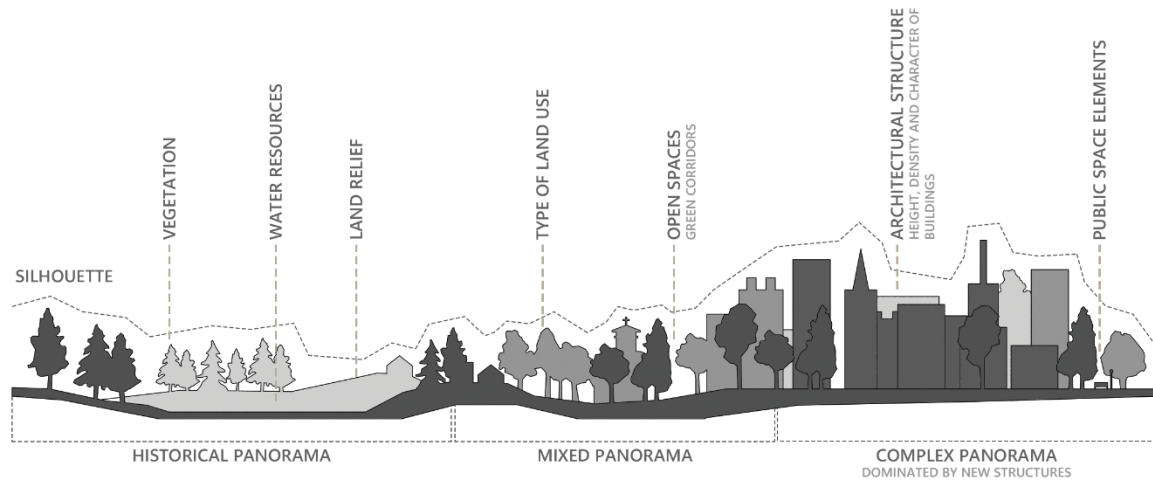 SILHOUETTE
VEGETATION
WATER RESOURCES
LAND RELIEF
TYPE OF LAND USE
OPEN SPACES
GREEN CORRIDORS
ARCHITECTURAL STRUCTURE
HEIGHT, DENSITY AND CHARACTER OF
BUILDINGS
PUBLIC SPACE ELEMENTS
HISTORICAL PANORAMA
MIXED PANORAMA
COMPLEX PANORAMA
DOMINATED BY NEW STRUCTURES